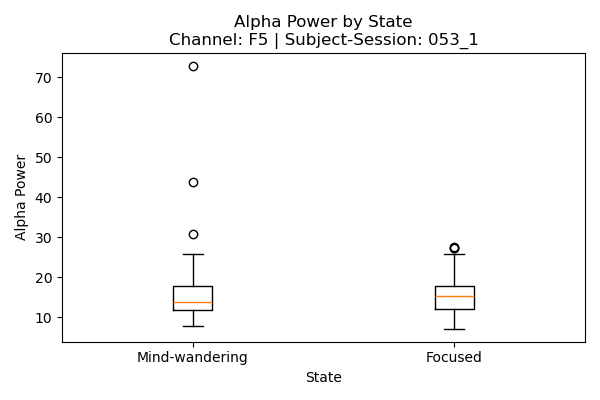 Alpha Power by State
Channel: F5 | Subject-Session: 053_1
70
60
50
40
30
20
10
Alpha Power
Mind-wandering
Focused
State